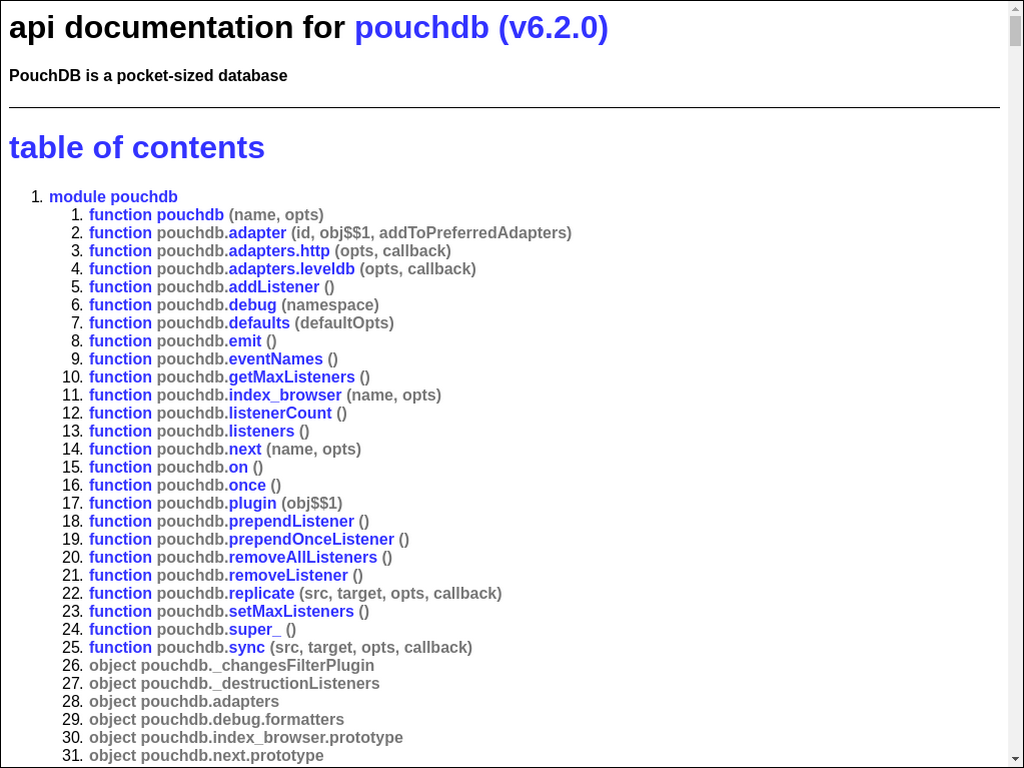 api documentation for pouchdb (v6.2.0)
PouchDB is a pocket-sized database
table of contents
1. module pouchdb
1. function pouchdb (name, opts)
2. function pouchdb.adapter (id, obj$$1, addToPreferredAdapters)
3. function pouchdb.adapters.http (opts, callback)
4. function pouchdb.adapters.leveldb (opts, callback)
5. function pouchdb.addListener ()
6. function pouchdb.debug (namespace)
7. function pouchdb.defaults (defaultOpts)
8. function pouchdb.emit ()
9. function pouchdb.eventNames ()
10. function pouchdb.getMaxListeners ()
11. function pouchdb.index_browser (name, opts)
12. function pouchdb.listenerCount ()
13. function pouchdb.listeners ()
14. function pouchdb.next (name, opts)
15. function pouchdb.on ()
16. function pouchdb.once ()
17. function pouchdb.plugin (obj$$1)
18. function pouchdb.prependListener ()
19. function pouchdb.prependOnceListener ()
20. function pouchdb.removeAllListeners ()
21. function pouchdb.removeListener ()
22. function pouchdb.replicate (src, target, opts, callback)
23. function pouchdb.setMaxListeners ()
24. function pouchdb.super_ ()
25. function pouchdb.sync (src, target, opts, callback)
26. object pouchdb._changesFilterPlugin
27. object pouchdb._destructionListeners
28. object pouchdb.adapters
29. object pouchdb.debug.formatters
30. object pouchdb.index_browser.prototype
31. object pouchdb.next.prototype